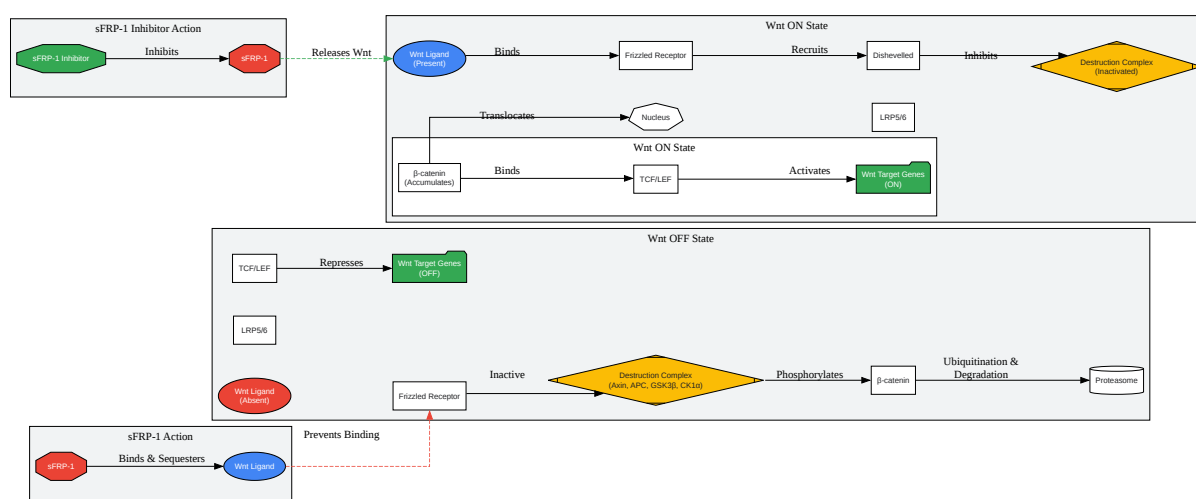 sFRP-1 Inhibitor Action
sFRP-1 Inhibitor
Inhibits
sFRP-1
Releases Wnt
Wnt ON State
Wnt Ligand
(Present)
Binds
Frizzled Receptor
Recruits
Dishevelled
Inhibits
Destruction Complex
(Inactivated)
Translocates
Nucleus
LRP5/6
Wnt ON State
β-catenin
(Accumulates)
Binds
TCF/LEF
Activates
Wnt Target Genes
(ON)
Wnt OFF State
TCF/LEF
Represses
Wnt Target Genes
(OFF)
LRP5/6
Wnt Ligand
(Absent)
Frizzled Receptor
Inactive
Destruction Complex
(Axin, APC, GSK3β, CK1α)
Phosphorylates
β-catenin
Ubiquitination &
Degradation
Proteasome
sFRP-1 Action
sFRP-1
Binds & Sequesters
Wnt Ligand
Prevents Binding